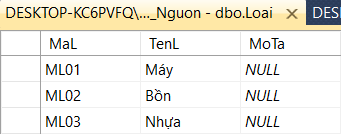 DESKTOP-KC6PVFQ\..._Nguon - dbo.Loai DES
MaL TenL MoTa
ML01 Máy NULL
ML02 Bồn NULL
ML03 Nhựa NULL